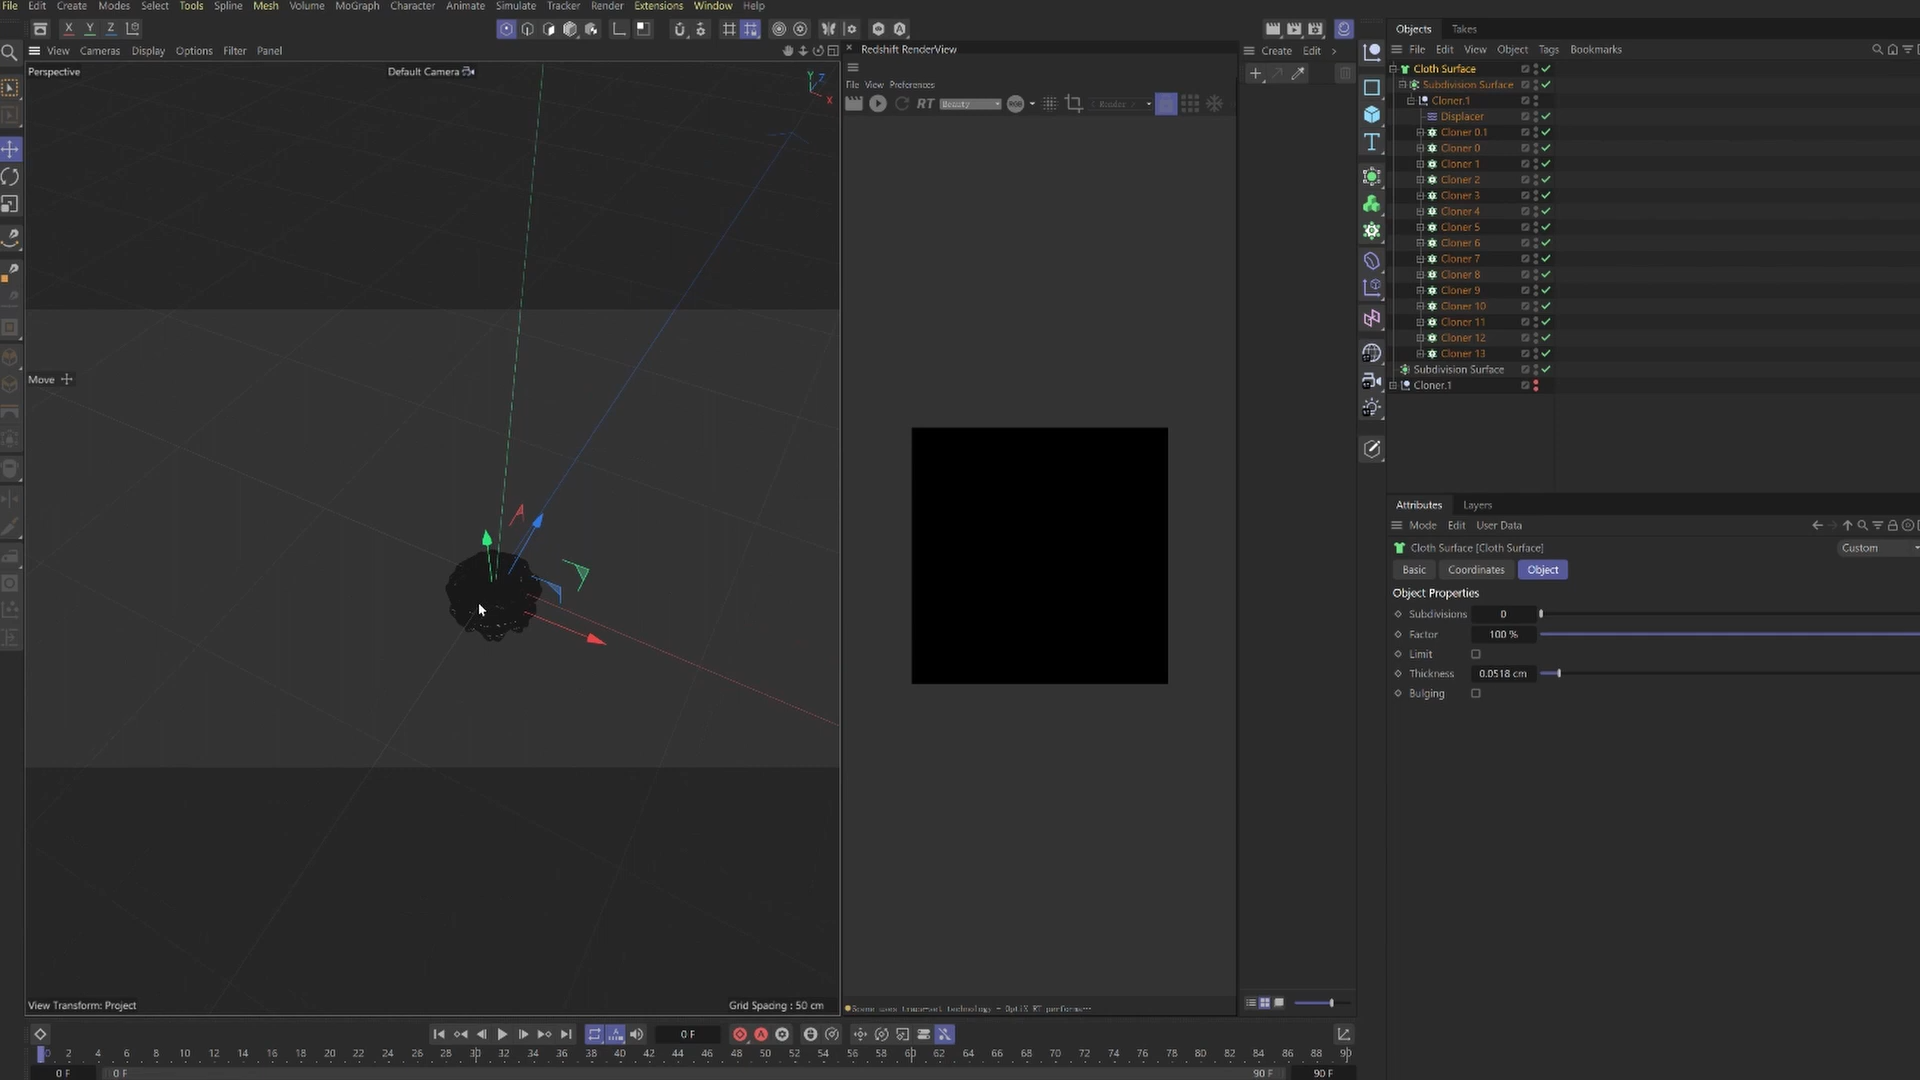 File Edit Create Modes Select Tools Spline Mesh Volume MoGraph Character Animate Simulate Tracker Render Extensions Window Help
X Y Z
View Cameras Display Options Filter Panel
Perspective
Default Camera
Y
Z
X
Move
View Transform: Project
Grid Spacing : 50 cm
Redshift RenderView
File View Preferences
RT Beauty RGB < Render >
Create Edit
Objects Takes
File Edit View Object Tags Bookmarks
Cloth Surface
Subdivision Surface
Cloner.1
Displacer
Cloner 0.1
Cloner 0
Cloner 1
Cloner 2
Cloner 3
Cloner 4
Cloner 5
Cloner 6
Cloner 7
Cloner 8
Cloner 9
Cloner 10
Cloner 11
Cloner 12
Cloner 13
Subdivision Surface
Cloner.1
Attributes Layers
Mode Edit User Data
Cloth Surface [Cloth Surface]
Custom
Basic Coordinates Object
Object Properties
Subdivisions 0
Factor 100 %
Limit
Thickness 0.0518 cm
Bulging
0 F
0 2 4 6 8 10 12 14 16 18 20 22 24 26 28 30 32 34 36 38 40 42 44 46 48 50 52 54 56 58 60 62 64 66 68 70 72 74 76 78 80 82 84 86 88 90
0 F 0 F 90 F 90 F